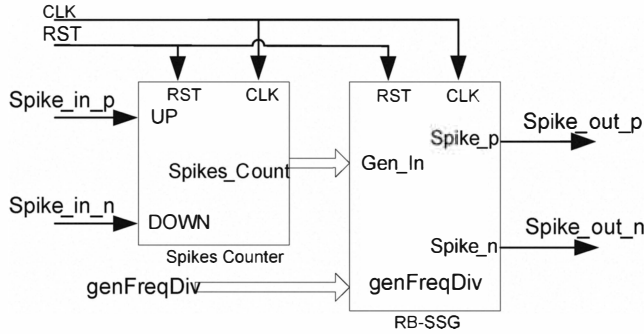 CLK
RST
RST CLK
RST CLK
Spike_in_p
UP
Spike_p
Spike_out_p
Spikes_Count
Gen_In
Spike_in_n
DOWN
Spike_n
Spike_out_n
Spikes Counter
genFreqDiv
genFreqDiv
RB-SSG